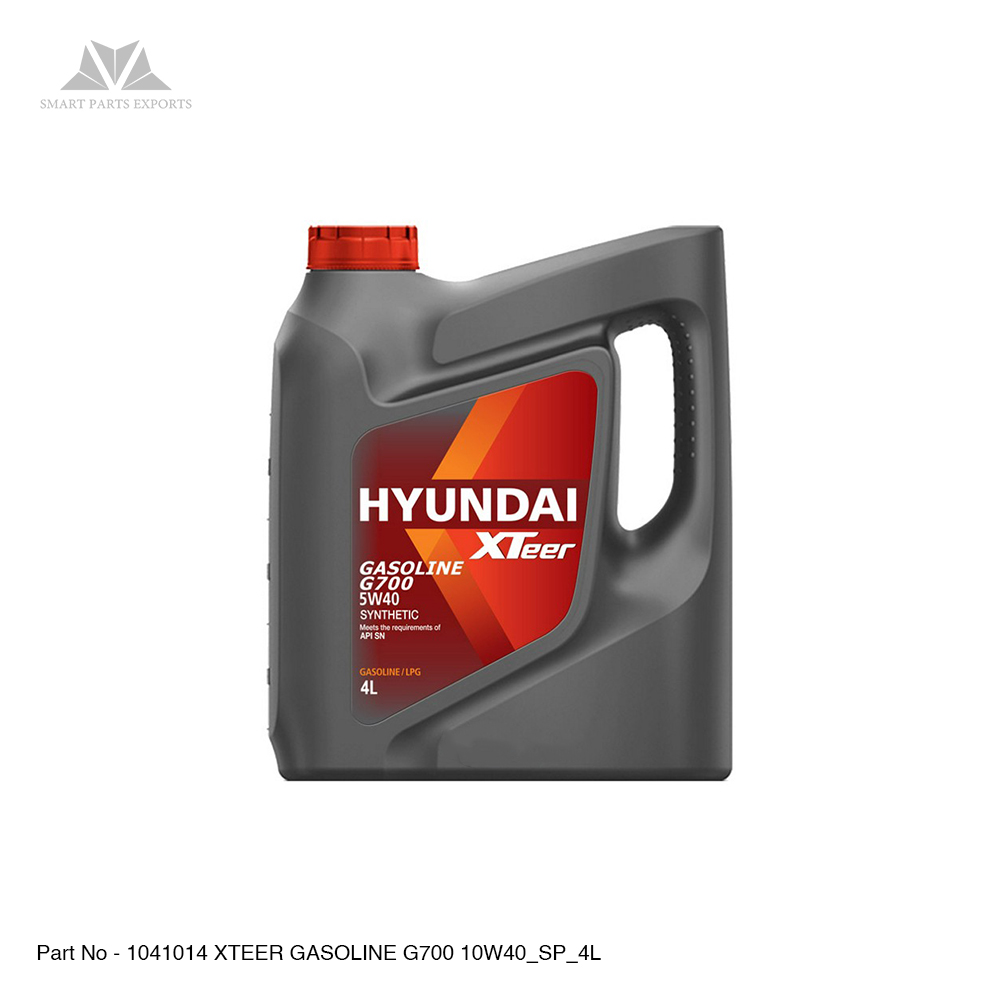 SMART PARTS EXPORTS
HYUNDAI
XTeer
GASOLINE
G700
5W40
SYNTHETIC
Meets the requirements of
API SN
GASOLINE / LPG
4L
Part No - 1041014 XTEER GASOLINE G700 10W40_SP_4L